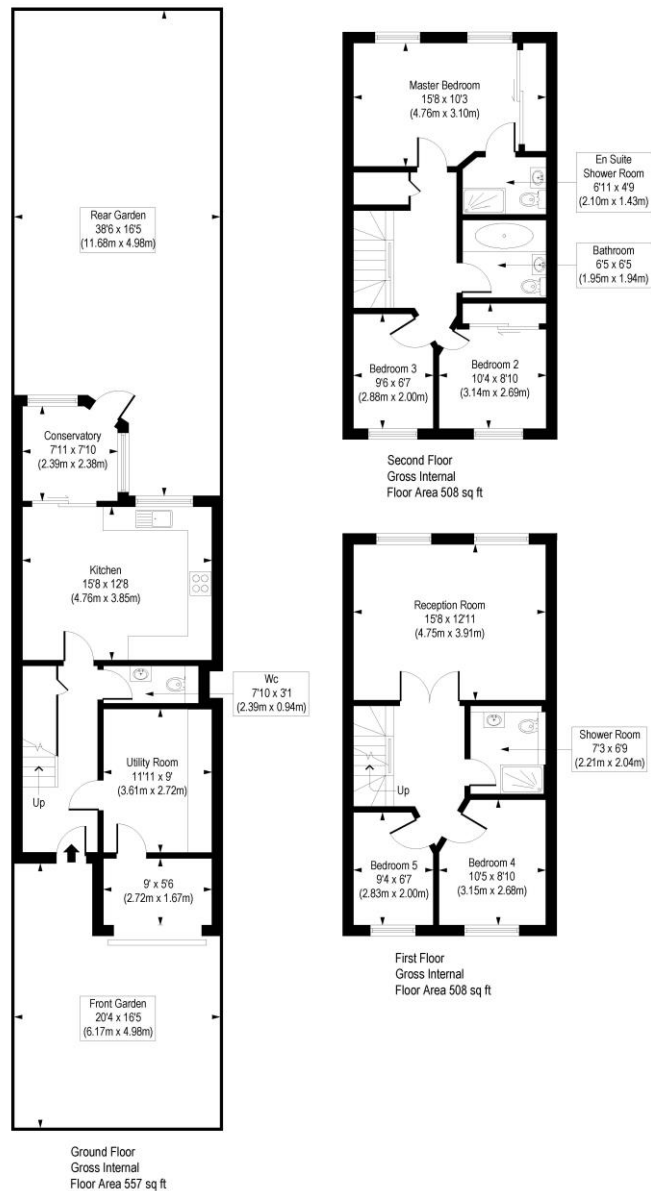 Rear Garden
38'6 x 16'5
(11.68m x 4.98m)
Conservatory
7'11 x 7'10
(2.39m x 2.38m)
Kitchen
15'8 x 12'8
(4.76m x 3.85m)
Wc
7'10 x 3'1
(2.39m x 0.94m)
Utility Room
11'11 x 9'
(3.61m x 2.72m)
Up
9' x 5'6
(2.72m x 1.67m)
Front Garden
20'4 x 16'5
(6.17m x 4.98m)
Ground Floor
Gross Internal
Floor Area 557 sq ft
Master Bedroom
15'8 x 10'3
(4.76m x 3.10m)
En Suite
Shower Room
6'11 x 4'9
(2.10m x 1.43m)
Bathroom
6'5 x 6'5
(1.95m x 1.94m)
Bedroom 3
9'6 x 6'7
(2.88m x 2.00m)
Bedroom 2
10'4 x 8'10
(3.14m x 2.69m)
Second Floor
Gross Internal
Floor Area 508 sq ft
Reception Room
15'8 x 12'11
(4.75m x 3.91m)
Shower Room
7'3 x 6'9
(2.21m x 2.04m)
Up
Bedroom 5
9'4 x 6'7
(2.83m x 2.00m)
Bedroom 4
10'5 x 8'10
(3.15m x 2.68m)
First Floor
Gross Internal
Floor Area 508 sq ft